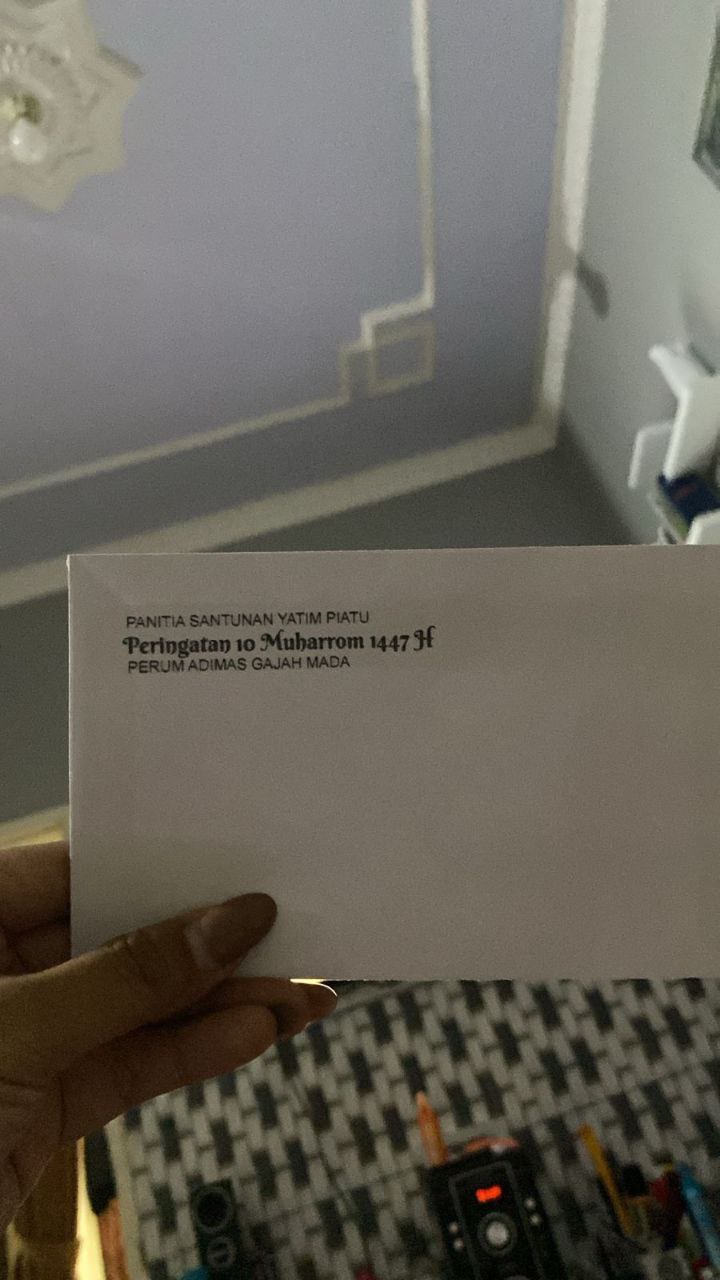 PANITIA SANTUNAN YATIM PIATU
Peringatan 10 Muharrom 1447 H
PERUM ADIMAS GAJAH MADA